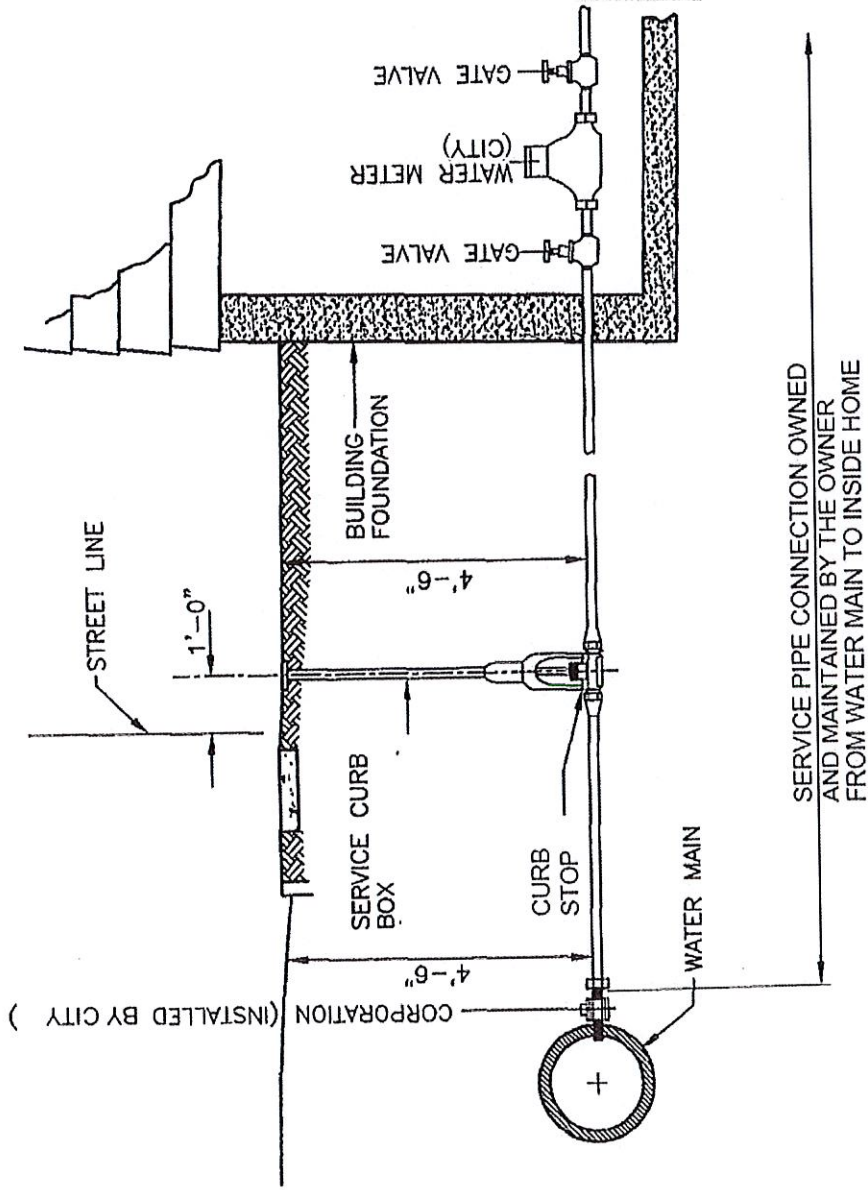 STREET LINE
1'-0"
GATE VALVE
WATER METER
(CITY)
GATE VALVE
BUILDING
FOUNDATION
4'-6"
SERVICE CURB
BOX
CURB
STOP
4'-6"
CORPORATION (INSTALLED BY CITY )
WATER MAIN
SERVICE PIPE CONNECTION OWNED
AND MAINTAINED BY THE OWNER
FROM WATER MAIN TO INSIDE HOME